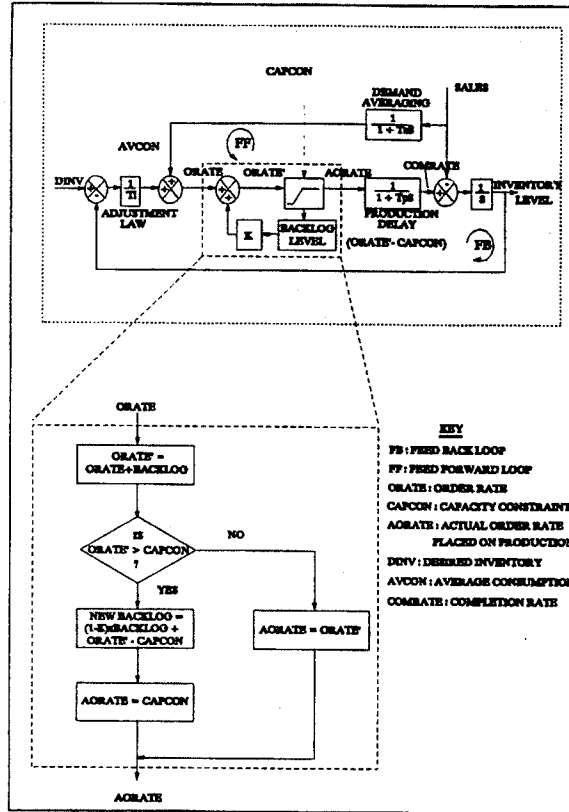 CAPCON
SALES
DEMAND
AVERAGING
1
1 + TaS
FF
AVCON
ORATE
ORATE'
AORATE
COMRATE
DINV
1
Ti
1
1 + TpS
1
S
INVENTORY
LEVEL
ADJUSTMENT
LAW
PRODUCTION
DELAY
K
BACKLOG
LEVEL
(ORATE' - CAPCON)
FB
ORATE
ORATE' =
ORATE+BACKLOG
IS
ORATE' > CAPCON
?
NO
YES
NEW BACKLOG =
(1-K)xBACKLOG +
ORATE' - CAPCON
AORATE = ORATE'
AORATE = CAPCON
AORATE
KEY
FB : FEED BACK LOOP
FF : FEED FORWARD LOOP
ORATE : ORDER RATE
CAPCON : CAPACITY CONSTRAINT
AORATE : ACTUAL ORDER RATE
PLACED ON PRODUCTION
DINV : DESIRED INVENTORY
AVCON : AVERAGE CONSUMPTION
COMRATE : COMPLETION RATE